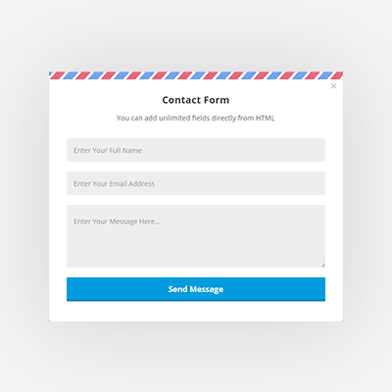 ×
Contact Form
You can add unlimited fields directly from HTML
Enter Your Full Name
Enter Your Email Address
Enter Your Message Here...
Send Message